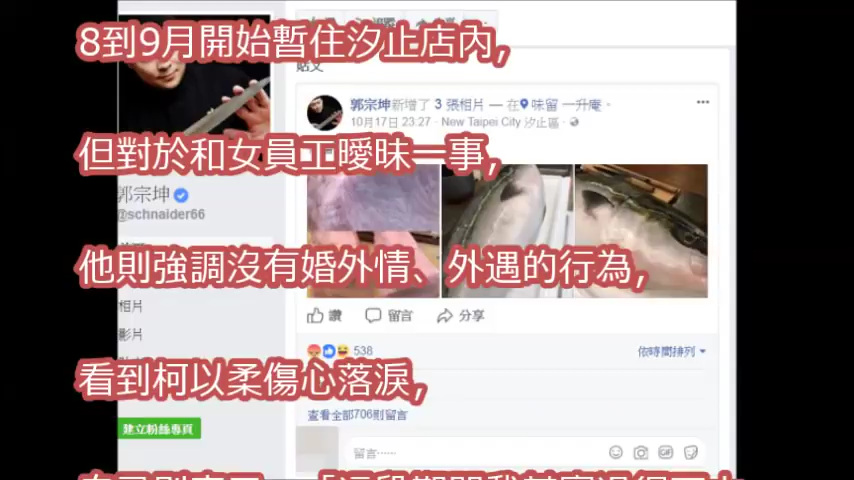 8到9月開始暫住汐止店內,
貼文
郭宗坤新增了 3 張相片 — 在 味留 一升庵。
10月17日 23:27 · New Taipei City 汐止區 ·
但對於和女員工曖昧一事,
郭宗坤
@schnaider66
他則強調沒有婚外情、外遇的行為,
相片
讚 留言 分享
影片
538 依時間排列
看到柯以柔傷心落淚,
查看全部706則留言
建立粉絲專頁
留言……
GIF